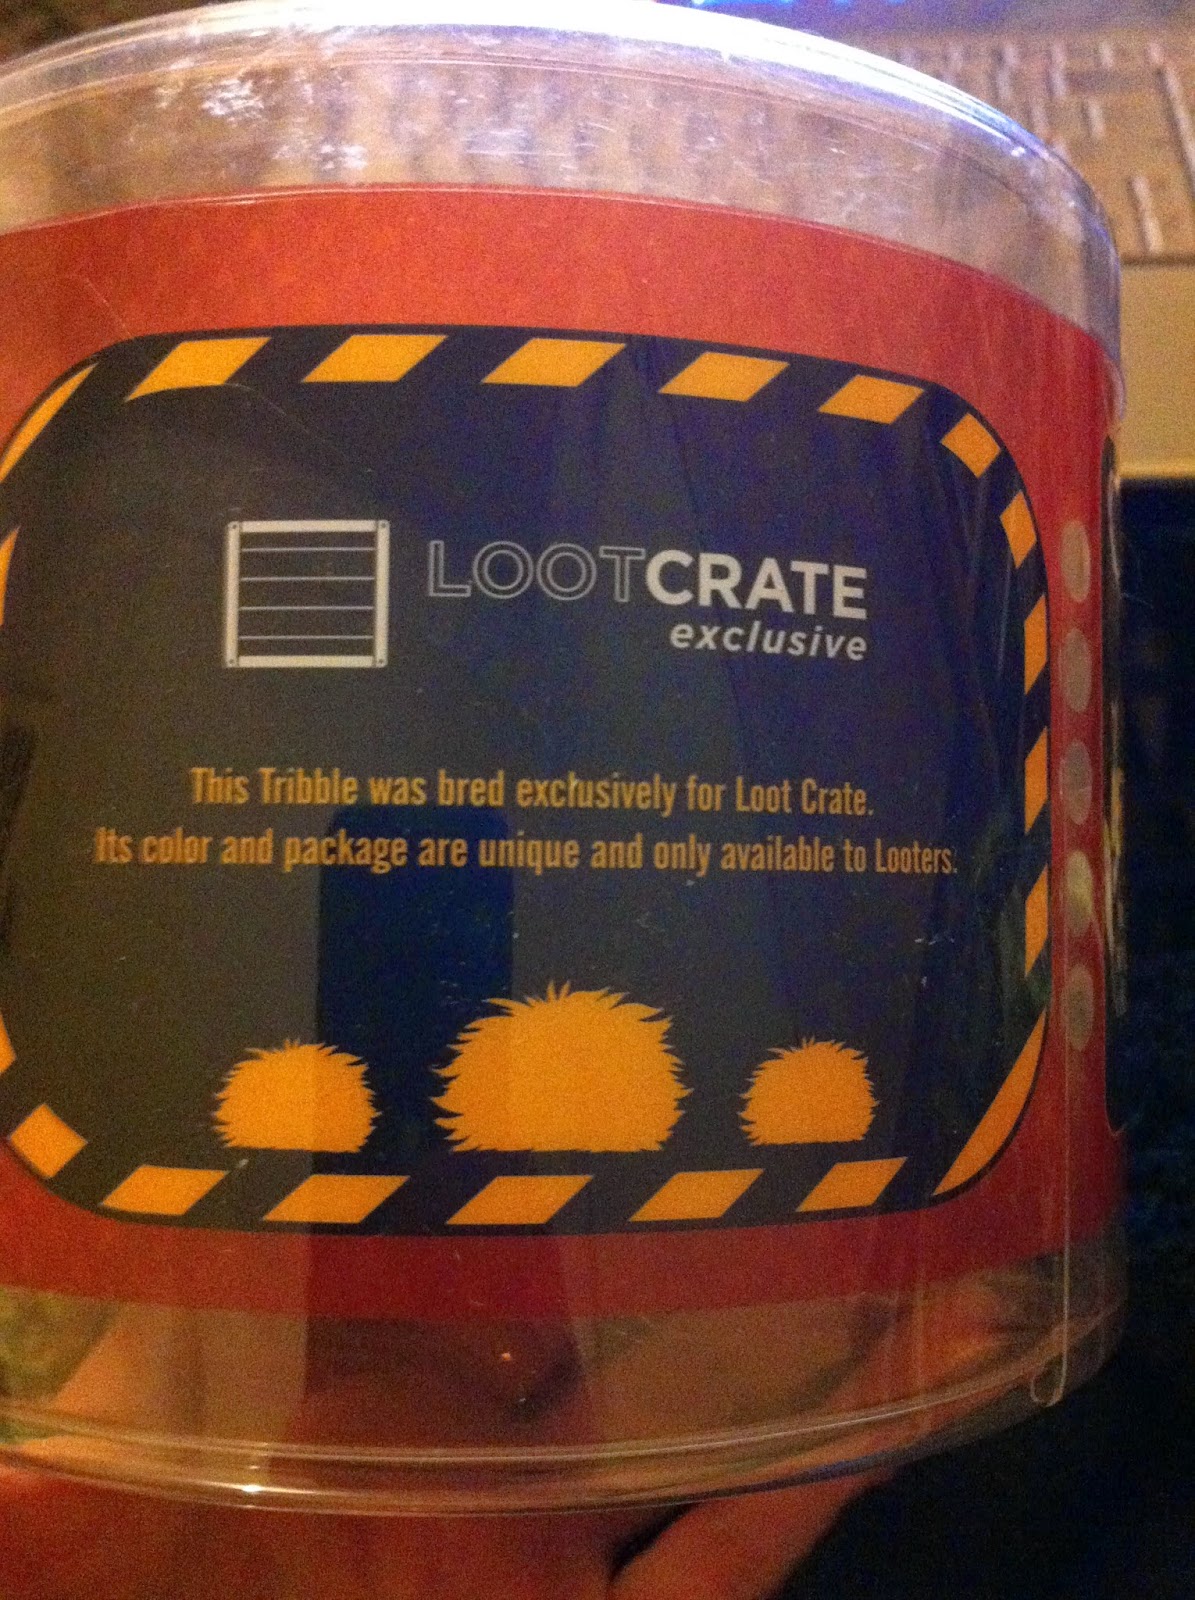 LOOTCRATE
exclusive
This Tribble was bred exclusively for Loot Crate.
Its color and package are unique and only available to Looters.